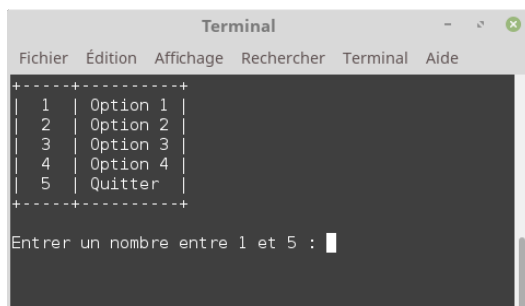 Terminal
Fichier Édition Affichage Rechercher Terminal Aide
+-----+----------+
| 1 | Option 1 |
| 2 | Option 2 |
| 3 | Option 3 |
| 4 | Option 4 |
| 5 | Quitter |
+-----+----------+
Entrer un nombre entre 1 et 5 :